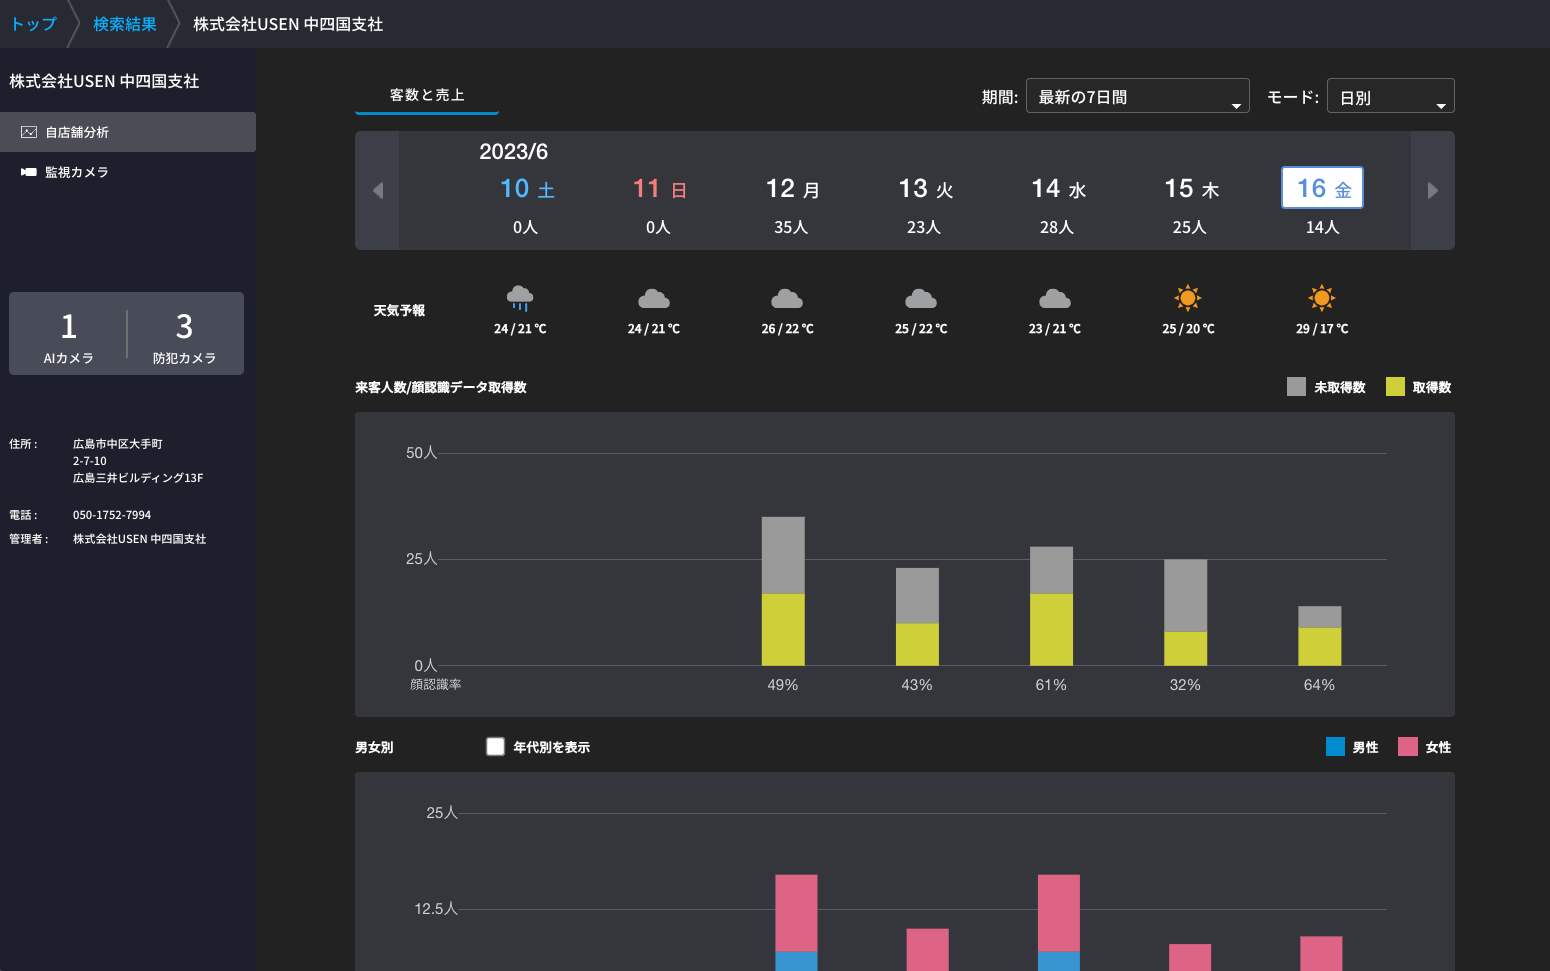 トップ
検索結果
株式会社USEN 中四国支社
株式会社USEN 中四国支社
自店舗分析
監視カメラ
1
AIカメラ
3
防犯カメラ
住所 :
広島市中区大手町
2-7-10
広島三井ビルディング13F
電話 :
050-1752-7994
管理者 :
株式会社USEN 中四国支社
客数と売上
期間:
最新の7日間
モード:
日別
2023/6
10 土
11 日
12 月
13 火
14 水
15 木
16 金
0人
0人
35人
23人
28人
25人
14人
天気予報
24 / 21 ℃
24 / 21 ℃
26 / 22 ℃
25 / 22 ℃
23 / 21 ℃
25 / 20 ℃
29 / 17 ℃
来客人数/顔認識データ取得数
未取得数
取得数
50人
25人
0人
顔認識率
49%
43%
61%
32%
64%
男女別
年代別を表示
男性
女性
25人
12.5人